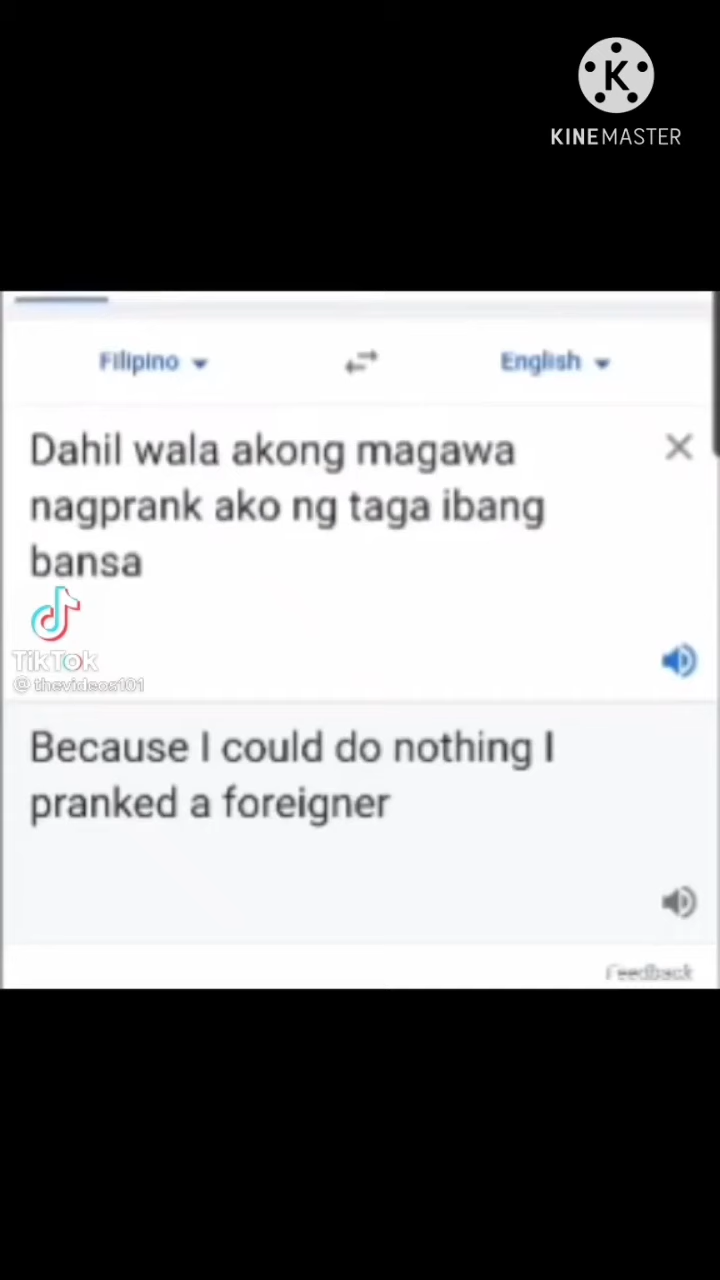 KINEMASTER
Filipino
English
Dahil wala akong magawa
nagprank ako ng taga ibang
bansa
TikTok
@thevideos101
Because I could do nothing I
pranked a foreigner
Feedback